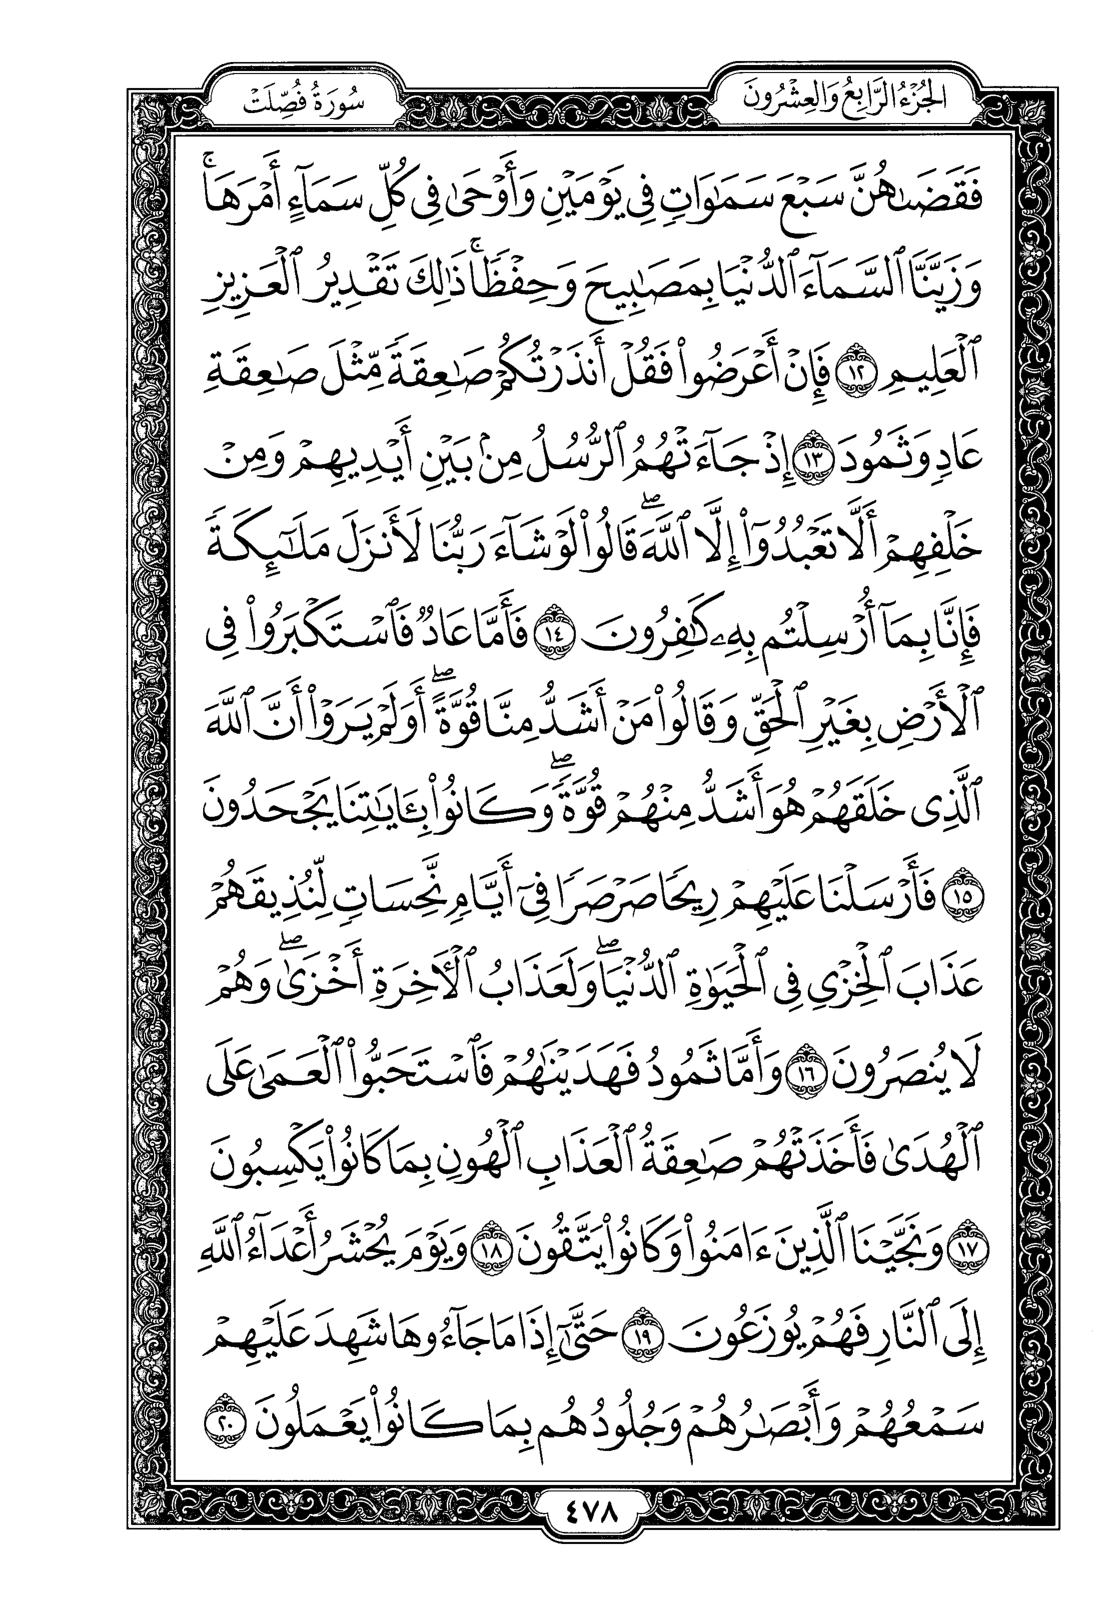 الجُزْءُ الرَّابِعُ وَالعِشْرُونَ
سُورَةُ فُصِّلَتْ
فَقَضَىٰهُنَّ سَبْعَ سَمَٰوَاتٍ فِى يَوْمَيْنِ وَأَوْحَىٰ فِى كُلِّ سَمَآءٍ أَمْرَهَا ۚ
وَزَيَّنَّا ٱلسَّمَآءَ ٱلدُّنْيَا بِمَصَٰبِيحَ وَحِفْظًا ۚ ذَٰلِكَ تَقْدِيرُ ٱلْعَزِيزِ
ٱلْعَلِيمِ ١٢ فَإِنْ أَعْرَضُوا۟ فَقُلْ أَنذَرْتُكُمْ صَٰعِقَةً مِّثْلَ صَٰعِقَةِ
عَادٍ وَثَمُودَ ١٣ إِذْ جَآءَتْهُمُ ٱلرُّسُلُ مِنۢ بَيْنِ أَيْدِيهِمْ وَمِنْ
خَلْفِهِمْ أَلَّا تَعْبُدُوٓا۟ إِلَّا ٱللَّهَ ۖ قَالُوا۟ لَوْ شَآءَ رَبُّنَا لَأَنزَلَ مَلَٰٓئِكَةً
فَإِنَّا بِمَآ أُرْسِلْتُم بِهِۦ كَٰفِرُونَ ١٤ فَأَمَّا عَادٌ فَٱسْتَكْبَرُوا۟ فِى
ٱلْأَرْضِ بِغَيْرِ ٱلْحَقِّ وَقَالُوا۟ مَنْ أَشَدُّ مِنَّا قُوَّةً ۖ أَوَلَمْ يَرَوْا۟ أَنَّ ٱللَّهَ
ٱلَّذِى خَلَقَهُمْ هُوَ أَشَدُّ مِنْهُمْ قُوَّةً ۖ وَكَانُوا۟ بِـَٔايَٰتِنَا يَجْحَدُونَ
١٥ فَأَرْسَلْنَا عَلَيْهِمْ رِيحًا صَرْصَرًا فِىٓ أَيَّامٍ نَّحِسَاتٍ لِّنُذِيقَهُمْ
عَذَابَ ٱلْخِزْىِ فِى ٱلْحَيَوٰةِ ٱلدُّنْيَا ۖ وَلَعَذَابُ ٱلْءَاخِرَةِ أَخْزَىٰ ۖ وَهُمْ
لَا يُنصَرُونَ ١٦ وَأَمَّا ثَمُودُ فَهَدَيْنَٰهُمْ فَٱسْتَحَبُّوا۟ ٱلْعَمَىٰ عَلَى
ٱلْهُدَىٰ فَأَخَذَتْهُمْ صَٰعِقَةُ ٱلْعَذَابِ ٱلْهُونِ بِمَا كَانُوا۟ يَكْسِبُونَ
١٧ وَنَجَّيْنَا ٱلَّذِينَ ءَامَنُوا۟ وَكَانُوا۟ يَتَّقُونَ ١٨ وَيَوْمَ يُحْشَرُ أَعْدَآءُ ٱللَّهِ
إِلَى ٱلنَّارِ فَهُمْ يُوزَعُونَ ١٩ حَتَّىٰٓ إِذَا مَا جَآءُوهَا شَهِدَ عَلَيْهِمْ
سَمْعُهُمْ وَأَبْصَٰرُهُمْ وَجُلُودُهُم بِمَا كَانُوا۟ يَعْمَلُونَ ٢٠
٤٧٨